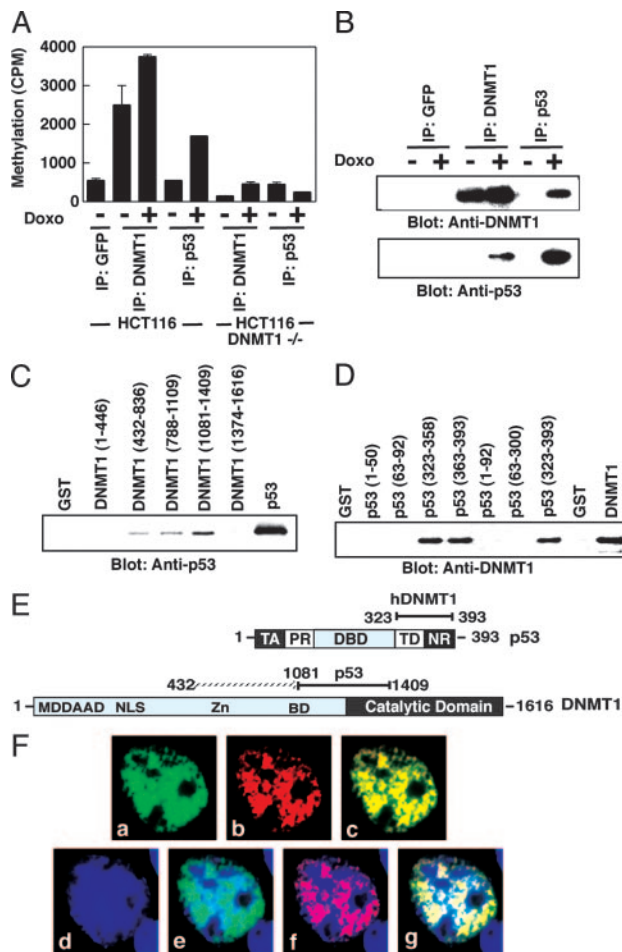 A
Methylation (CPM)
4000
3000
2000
1000
0
Doxo - - + - + - + - +
IP: GFP
IP: DNMT1
IP: p53
IP: DNMT1
IP: p53
HCT116
HCT116
DNMT1 -/-
B
IP: GFP
IP: DNMT1
IP: p53
Doxo - + - + - +
Blot: Anti-DNMT1
Blot: Anti-p53
C
GST
DNMT1 (1-446)
DNMT1 (432-836)
DNMT1 (788-1109)
DNMT1 (1081-1409)
DNMT1 (1374-1616)
p53
Blot: Anti-p53
D
GST
p53 (1-50)
p53 (63-92)
p53 (323-358)
p53 (363-393)
p53 (1-92)
p53 (63-300)
p53 (323-393)
GST
DNMT1
Blot: Anti-DNMT1
E
hDNMT1
323 393
1 TA PR DBD TD NR 393 p53
1081 p53
432 1409
1 MDDAAD NLS Zn BD Catalytic Domain 1616 DNMT1
F
a b c
d e f g